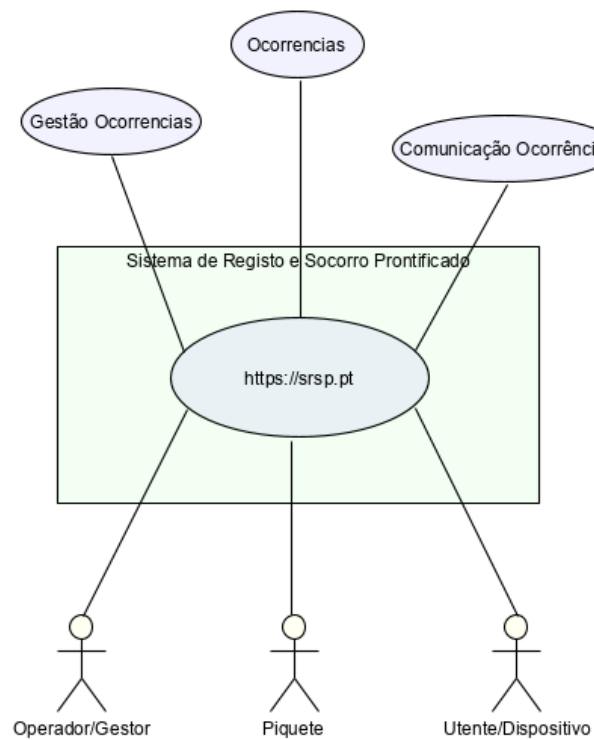 Ocorrencias
Gestão Ocorrencias
Comunicação Ocorrênci
Sistema de Registo e Socorro Prontificado
https://srsp.pt
Operador/Gestor
Piquete
Utente/Dispositivo